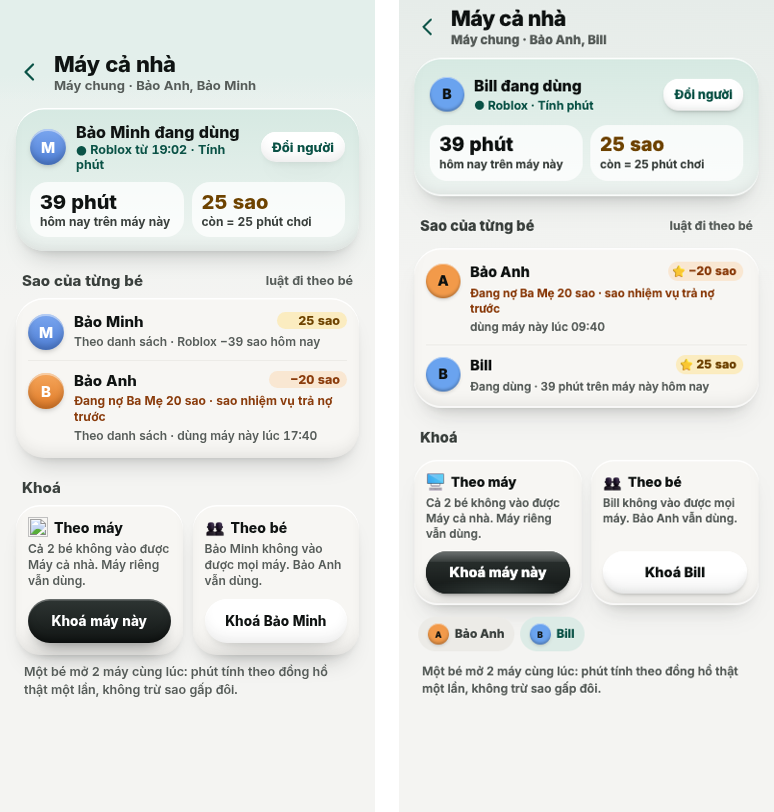 Máy cả nhà
Máy chung · Bảo Anh, Bảo Minh
M
Bảo Minh đang dùng
Roblox từ 19:02 · Tính
phút
Đổi người
39 phút
hôm nay trên máy này
25 sao
còn = 25 phút chơi
Sao của từng bé
luật đi theo bé
M
Bảo Minh
25 sao
Theo danh sách · Roblox −39 sao hôm nay
B
Bảo Anh
−20 sao
Đang nợ Ba Mẹ 20 sao · sao nhiệm vụ trả nợ
trước
Theo danh sách · dùng máy này lúc 17:40
Khoá
Theo máy
Cả 2 bé không vào được
Máy cả nhà. Máy riêng
vẫn dùng.
Khoá máy này
Theo bé
Bảo Minh không vào
được mọi máy. Bảo Anh
vẫn dùng.
Khoá Bảo Minh
Một bé mở 2 máy cùng lúc: phút tính theo đồng hồ
thật một lần, không trừ sao gấp đôi.
Máy cả nhà
Máy chung · Bảo Anh, Bill
B
Bill đang dùng
Roblox · Tính phút
Đổi người
39 phút
hôm nay trên máy này
25 sao
còn = 25 phút chơi
Sao của từng bé
luật đi theo bé
A
Bảo Anh
−20 sao
Đang nợ Ba Mẹ 20 sao · sao nhiệm vụ trả nợ
trước
dùng máy này lúc 09:40
B
Bill
25 sao
Đang dùng · 39 phút trên máy này hôm nay
Khoá
Theo máy
Cả 2 bé không vào được
Máy cả nhà. Máy riêng
vẫn dùng.
Khoá máy này
Theo bé
Bill không vào được mọi
máy. Bảo Anh vẫn dùng.
Khoá Bill
A Bảo Anh
B Bill
Một bé mở 2 máy cùng lúc: phút tính theo đồng hồ thật
một lần, không trừ sao gấp đôi.